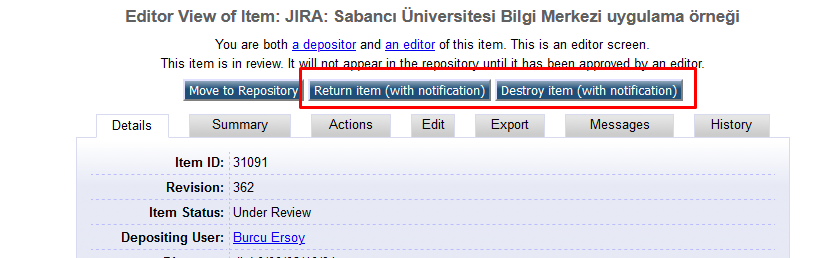 Editor View of Item: JIRA: Sabancı Üniversitesi Bilgi Merkezi uygulama örneği
You are both a depositor and an editor of this item. This is an editor screen.
This item is in review. It will not appear in the repository until it has been approved by an editor.
Move to Repository Return item (with notification) Destroy item (with notification)
Details Summary Actions Edit Export Messages History
Item ID: 31091
Revision: 362
Item Status: Under Review
Depositing User: Burcu Ersoy